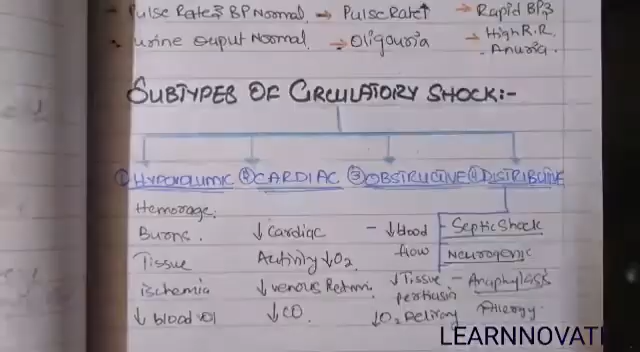 • Pulse Rate & BP Normal. → Pulse Rate↑ → Rapid BP↓
• Urine Ouput Normal. → Oligouria → High R.R.
- Anuria.
SUBTYPES OF CIRCULATORY SHOCK:-
① HYPOVOLUMIC ② CARDIAC ③ OBSTRUCTIVE ④ DISTRIBUTIVE
Hemorage.
Burns. ↓ Cardiac - ↓ blood - Septic Shock
Tissue Activity ↓ O2. flow Neurogenic
ischemia ↓ venous Return. ↓ Tissue - Anaphylaxis
↓ blood vol ↓ CO. perfusion Allergy.
↓ O2 Delivery
LEARNNOVATI